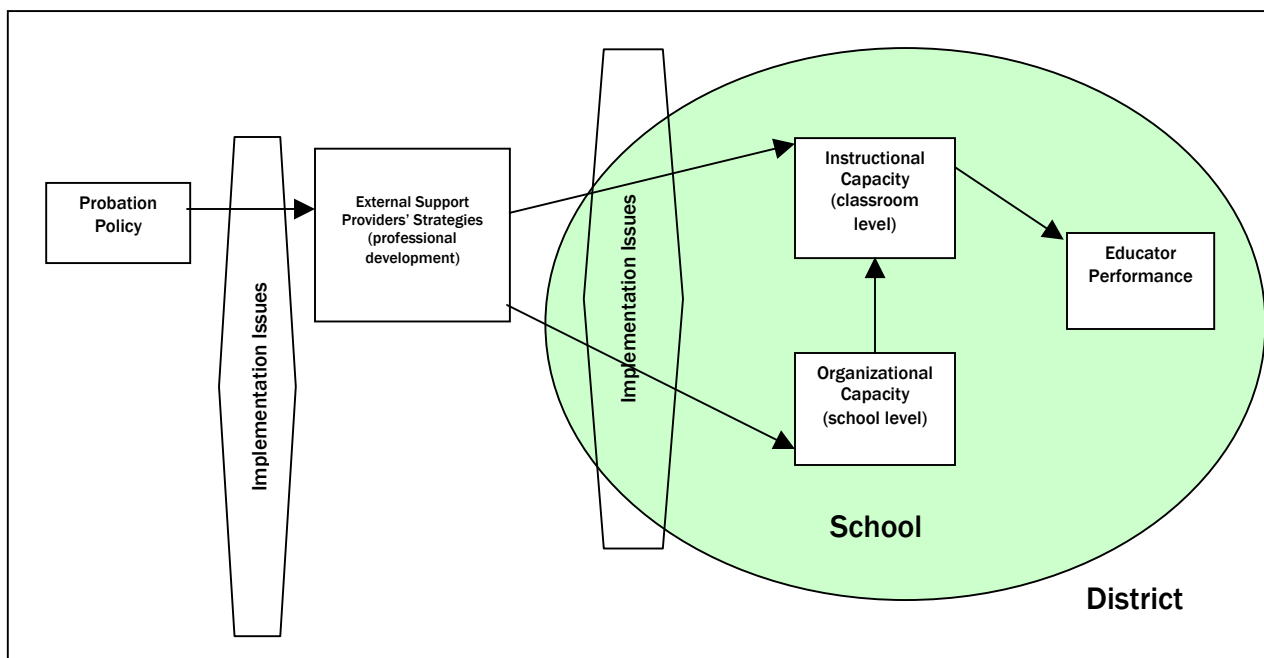 Probation
Policy
Implementation Issues
External Support
Providers’ Strategies
(professional
development)
Implementation Issues
Instructional
Capacity
(classroom
level)
Educator
Performance
Organizational
Capacity
(school level)
School
District